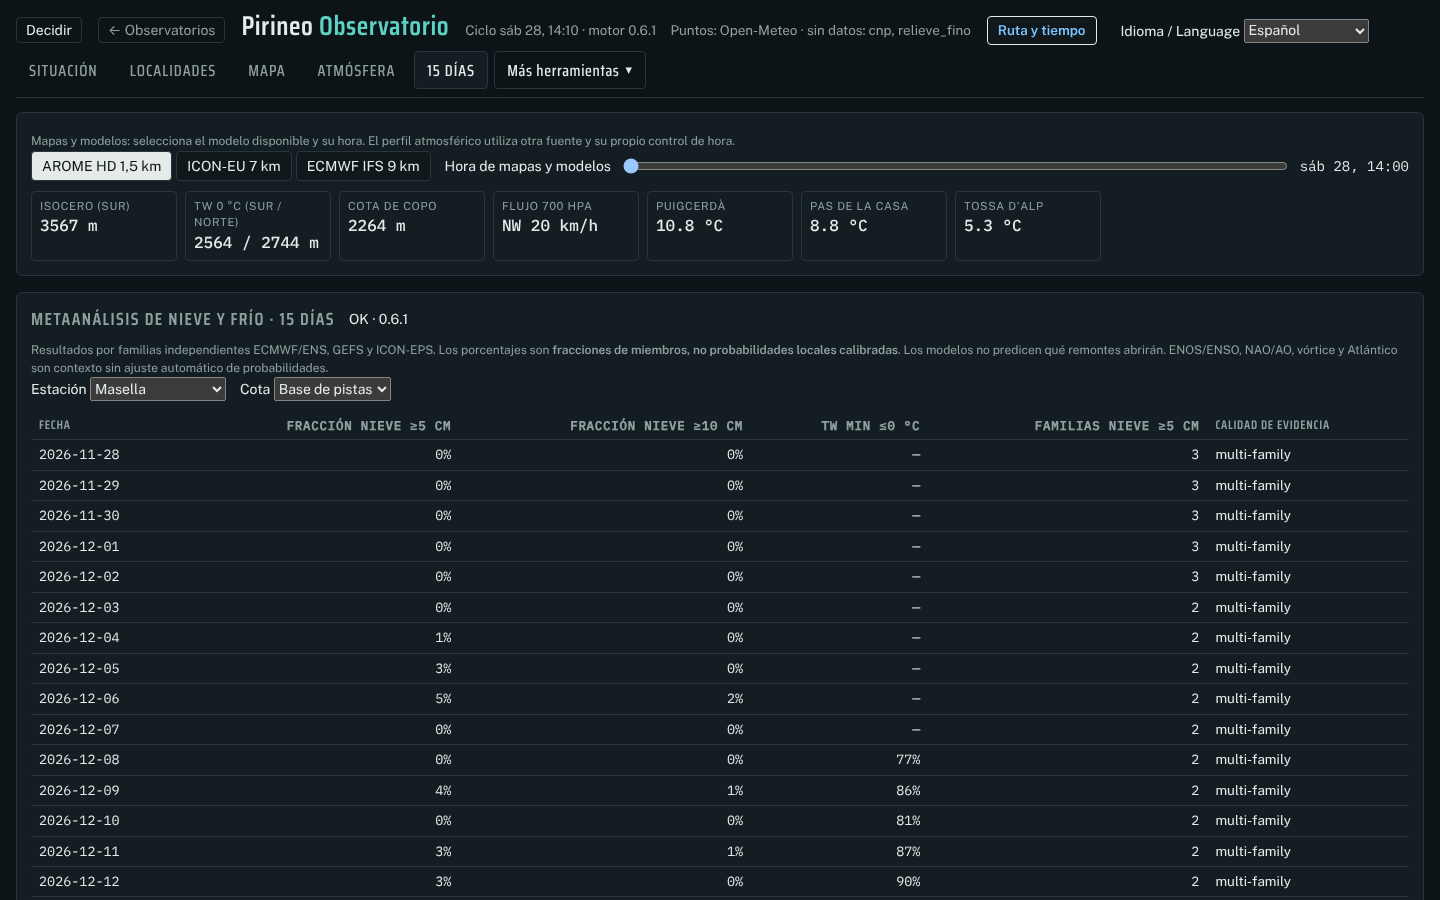 Decidir
← Observatorios
Pirineo Observatorio
Ciclo sáb 28, 14:10 · motor 0.6.1
Puntos: Open-Meteo · sin datos: cnp, relieve_fino
Ruta y tiempo
Idioma / Language Español
SITUACIÓN
LOCALIDADES
MAPA
ATMÓSFERA
15 DÍAS
Más herramientas ▾
Mapas y modelos: selecciona el modelo disponible y su hora. El perfil atmosférico utiliza otra fuente y su propio control de hora.
AROME HD 1,5 km
ICON-EU 7 km
ECMWF IFS 9 km
Hora de mapas y modelos
sáb 28, 14:00
ISOCERO (SUR)
3567 m
TW 0 °C (SUR /
NORTE)
2564 / 2744 m
COTA DE COPO
2264 m
FLUJO 700 HPA
NW 20 km/h
PUIGCERDÀ
10.8 °C
PAS DE LA CASA
8.8 °C
TOSSA D'ALP
5.3 °C
METAANÁLISIS DE NIEVE Y FRÍO · 15 DÍAS
OK · 0.6.1
Resultados por familias independientes ECMWF/ENS, GEFS y ICON-EPS. Los porcentajes son fracciones de miembros, no probabilidades locales calibradas. Los modelos no predicen qué remontes abrirán. ENOS/ENSO, NAO/AO, vórtice y Atlántico
son contexto sin ajuste automático de probabilidades.
Estación Masella
Cota Base de pistas
FECHA FRACCIÓN NIEVE ≥5 CM FRACCIÓN NIEVE ≥10 CM TW MIN ≤0 °C FAMILIAS NIEVE ≥5 CM CALIDAD DE EVIDENCIA
2026-11-28 0% 0% — 3 multi-family
2026-11-29 0% 0% — 3 multi-family
2026-11-30 0% 0% — 3 multi-family
2026-12-01 0% 0% — 3 multi-family
2026-12-02 0% 0% — 3 multi-family
2026-12-03 0% 0% — 2 multi-family
2026-12-04 1% 0% — 2 multi-family
2026-12-05 3% 0% — 2 multi-family
2026-12-06 5% 2% — 2 multi-family
2026-12-07 0% 0% — 2 multi-family
2026-12-08 0% 0% 77% 2 multi-family
2026-12-09 4% 1% 86% 2 multi-family
2026-12-10 0% 0% 81% 2 multi-family
2026-12-11 3% 1% 87% 2 multi-family
2026-12-12 3% 0% 90% 2 multi-family